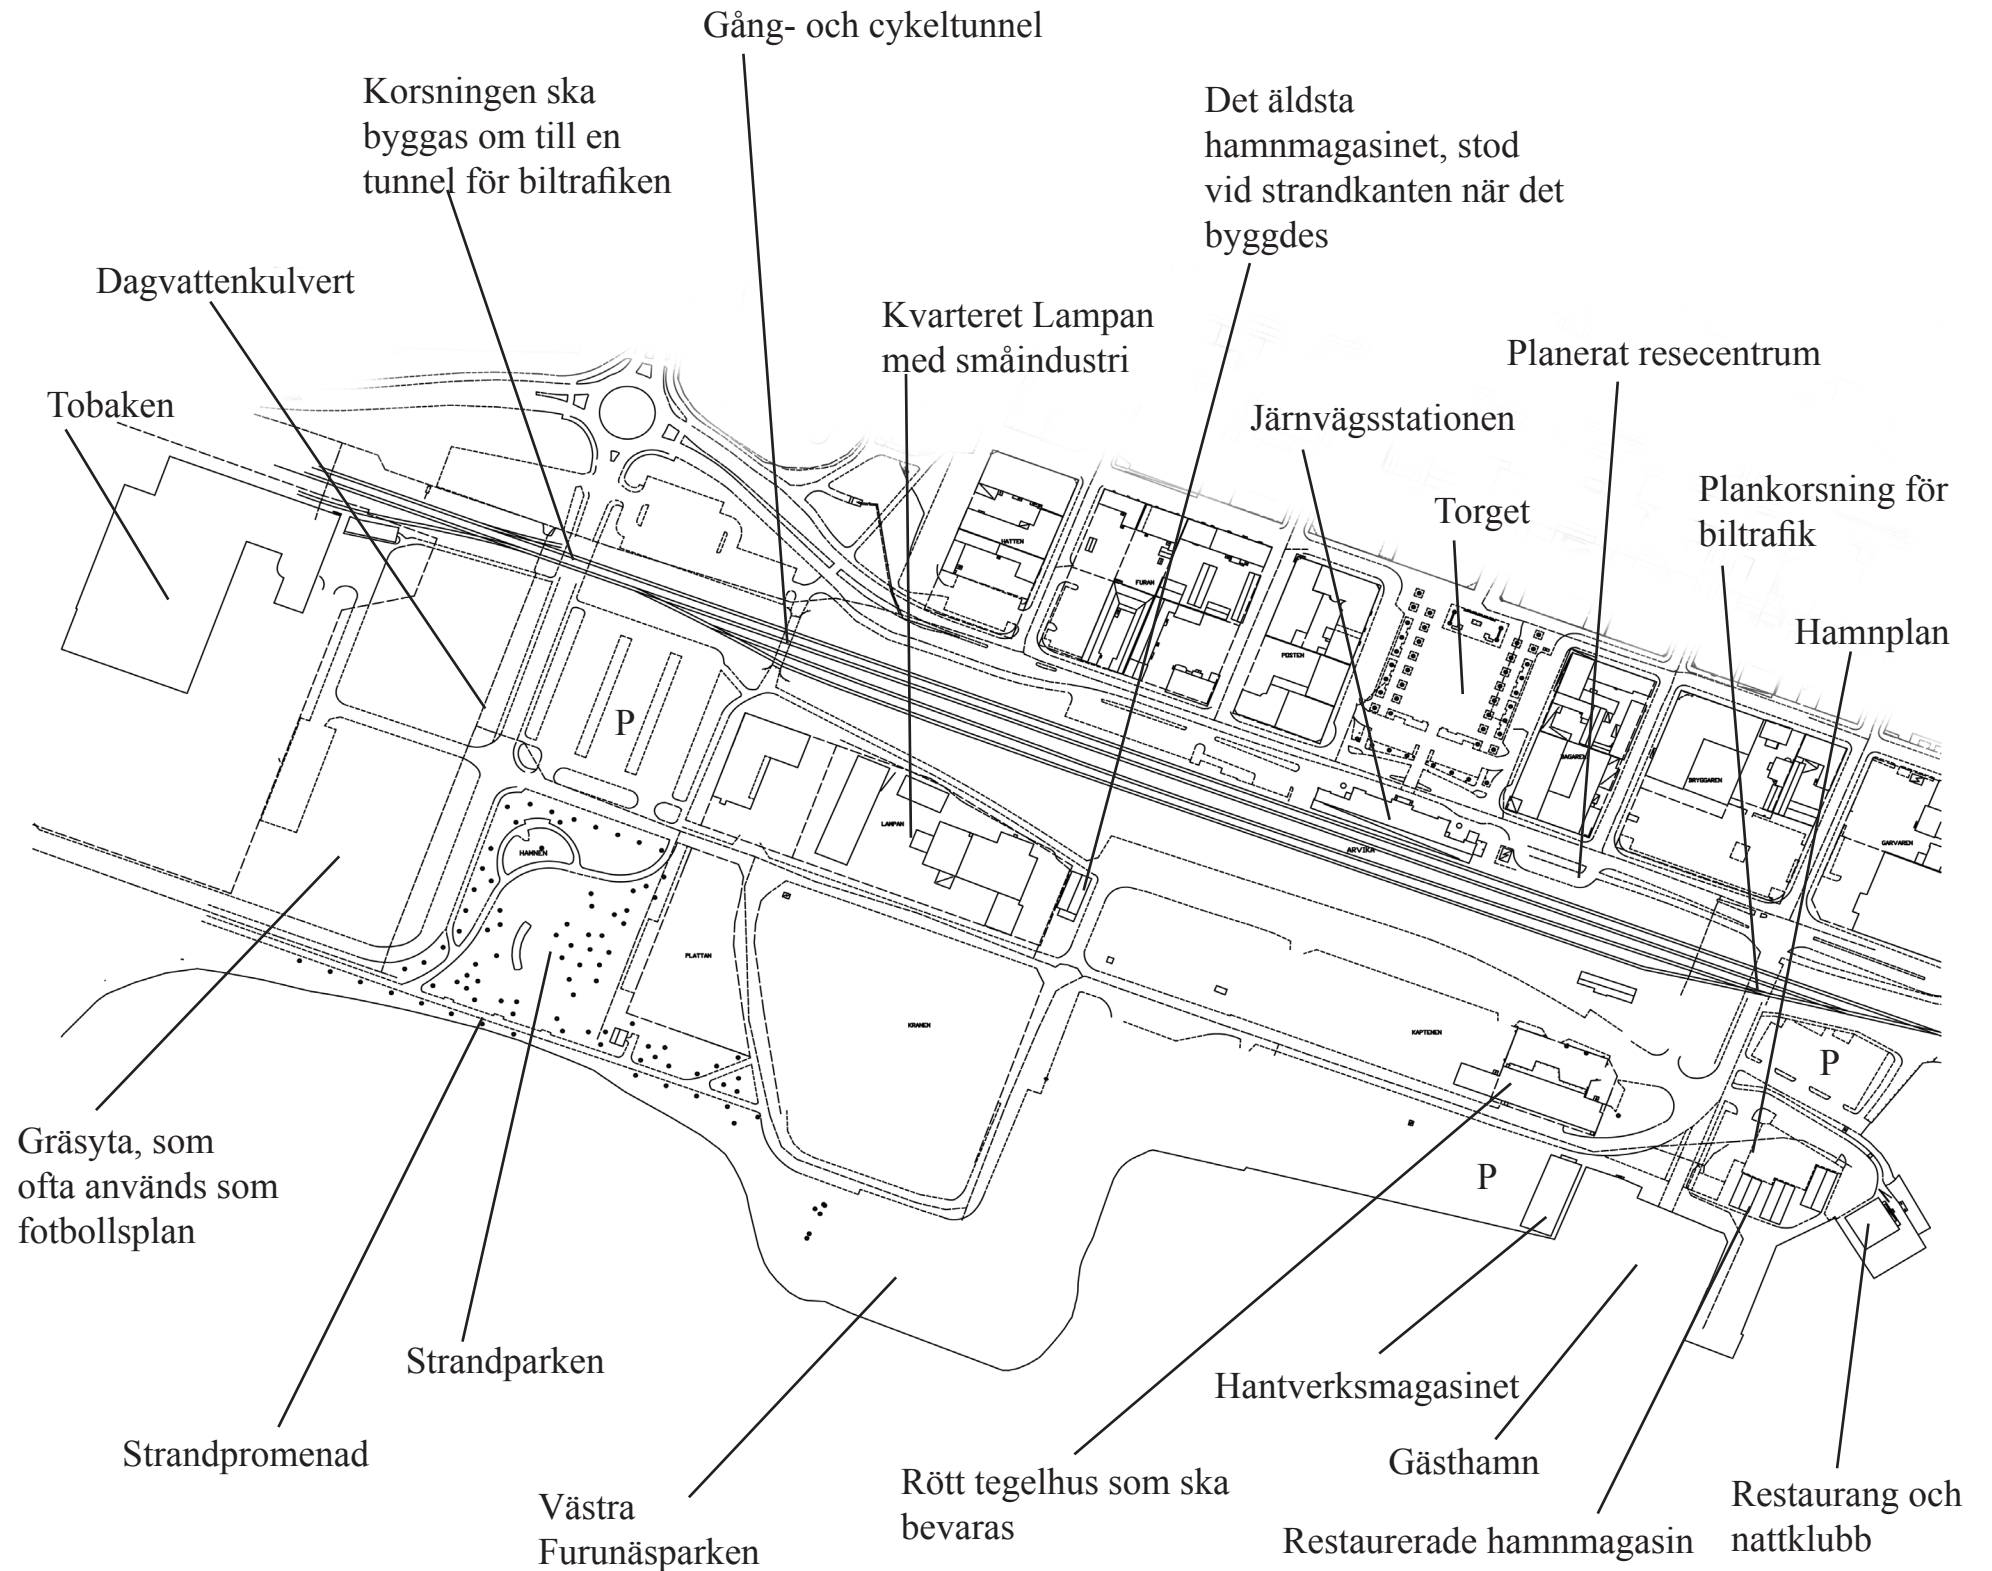 Gång- och cykeltunnel
Korsningen ska
byggas om till en
tunnel för biltrafiken
Det äldsta
hamnmagasinet, stod
vid strandkanten när det
byggdes
Dagvattenkulvert
Kvarteret Lampan
med småindustri
Planerat resecentrum
Tobaken
Järnvägsstationen
Torget
Plankorsning för
biltrafik
Hamnplan
HATTEN
FURAN
POSTEN
BAGAREN
BRYGGAREN
GARVAREN
P
LAMPAN
ARVIKA
HAMNEN
PLATTAN
KRANEN
KAPTENEN
P
P
Gräsyta, som
ofta används som
fotbollsplan
Strandparken
Strandpromenad
Västra
Furunäsparken
Rött tegelhus som ska
bevaras
Hantverksmagasinet
Gästhamn
Restaurerade hamnmagasin
Restaurang och
nattklubb